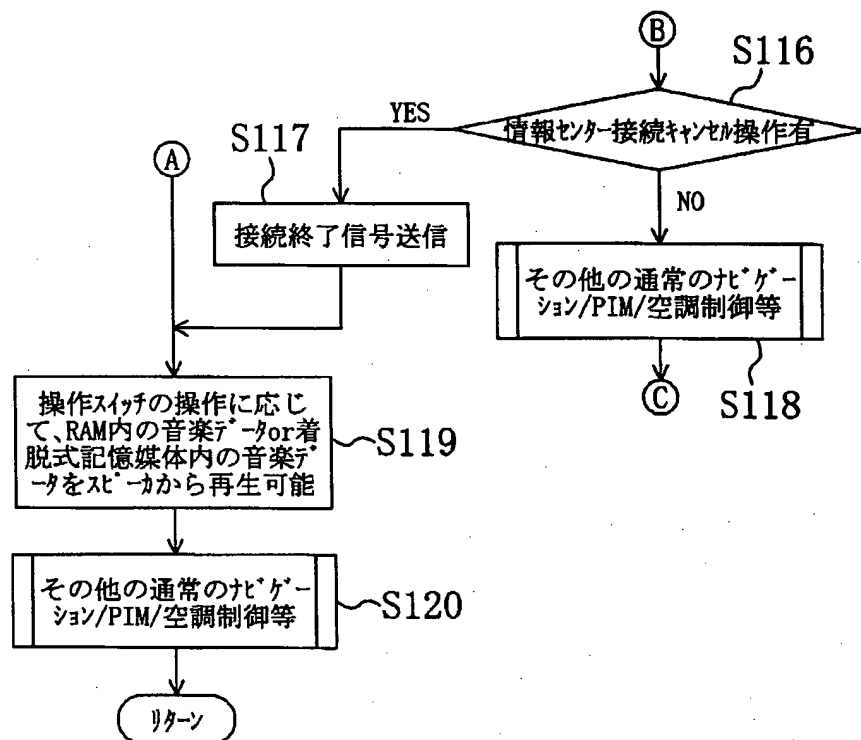 B
S116
YES
情報センター接続キャンセル操作有
S117
A
NO
接続終了信号送信
その他の通常のナビゲー
ション/PIM/空調制御等
C
S118
操作スイッチの操作に応じ
て、RAM内の音楽データor着
脱式記憶媒体内の音楽デ
ータをスピーカから再生可能
S119
その他の通常のナビゲー
ション/PIM/空調制御等
S120
リターン